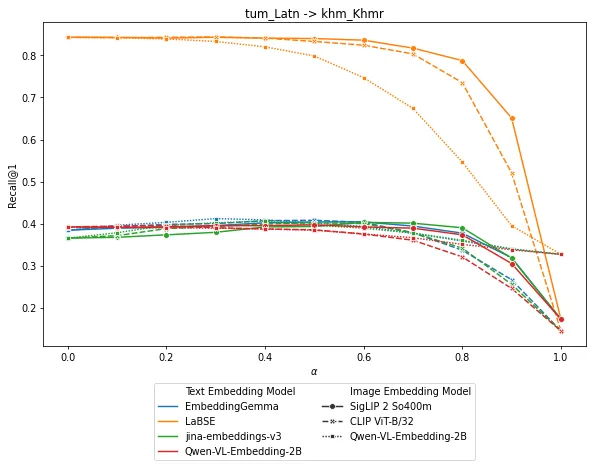 tum_Latn -> khm_Khmr
Recall@1
0.8
0.7
0.6
0.5
0.4
0.3
0.2
0.0 0.2 0.4 0.6 0.8 1.0
α
Text Embedding Model Image Embedding Model
EmbeddingGemma SigLIP 2 So400m
LaBSE CLIP ViT-B/32
jina-embeddings-v3 Qwen-VL-Embedding-2B
Qwen-VL-Embedding-2B